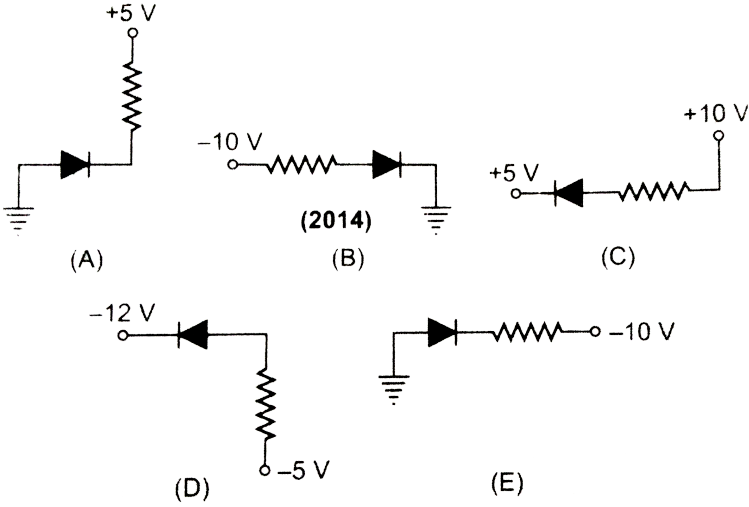 +5 V
−10 V
+10 V
+5 V
(2014)
(A)
(B)
(C)
−12 V
−10 V
−5 V
(D)
(E)